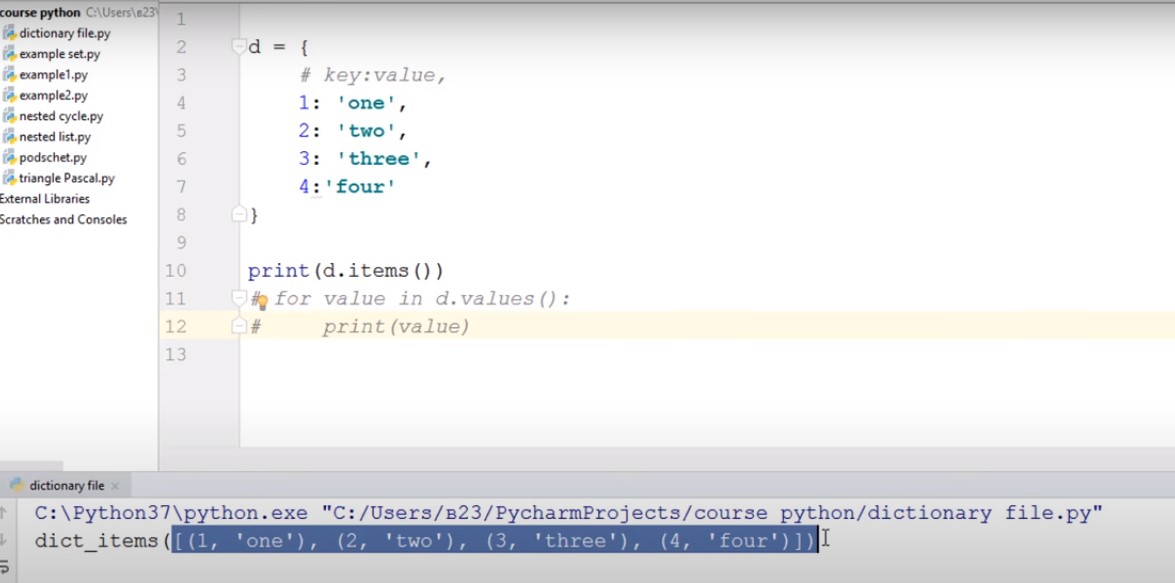 course python C:\Users\в23\
dictionary file.py
example set.py
example1.py
example2.py
nested cycle.py
nested list.py
podschet.py
triangle Pascal.py
External Libraries
Scratches and Consoles
1
2 d = {
3 # key:value,
4 1: 'one',
5 2: 'two',
6 3: 'three',
7 4:'four'
8 }
9
10 print(d.items())
11 # for value in d.values():
12 #     print(value)
13
dictionary file
C:\Python37\python.exe "C:/Users/в23/PycharmProjects/course python/dictionary file.py"
dict_items([(1, 'one'), (2, 'two'), (3, 'three'), (4, 'four')])